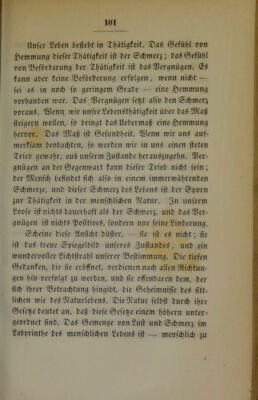 101
Unser Leben besteht in Thätigkeit. Das Gefühl von
Hemmung dieser Thätigkeit ist der Schmerz; das Gefühl
von Beförderung der Thätigkeit ist das Vergnügen. Es
kann aber keine Beförderung erfolgen, wenn nicht —
sei es in noch so geringem Grade — eine Hemmung
vorhanden war. Das Vergnügen setzt also den Schmerz
voraus. Wenn wir unsre Lebensthätigkeit über das Maß
steigern wollen, so bringt das Uebermaß eine Hemmung
hervor. Das Maß ist Gesundheit. Wenn wir uns auf-
merksam beobachten, so werden wir in uns einen steten
Trieb gewahr, aus unserm Zustande herauszugehn. Ver-
gnügen an der Gegenwart kann dieser Trieb nicht sein;
der Mensch befindet sich also in einem immerwährenden
Schmerze, und dieser Schmerz des Lebens ist der Sporn
zur Thätigkeit in der menschlichen Natur. In unserm
Loose ist nichts dauerhaft als der Schmerz, und das Ver-
gnügen ist nichts Positives, sondern nur seine Linderung.
Scheine diese Ansicht düster, — sie ist es nicht; sie
ist das treue Spiegelbild unseres Zustandes, und ein
wundervoller Lichtstrahl unserer Bestimmung. Die tiefen
Gedanken, die sie eröffnet, verdienen nach allen Richtun-
gen hin verfolgt zu werden, und sie offenbaren dem, der
sich ihrer Betrachtung hingibt, die Geheimnisse des sitt-
lichen wie des Naturlebens. Die Natur selbst durch ihre
Gesetze deutet an, daß diese Gesetze einem höhern unter-
geordnet sind. Das Gemenge von Lust und Schmerz im
Labyrinthe des menschlichen Lebens ist — menschlich zu